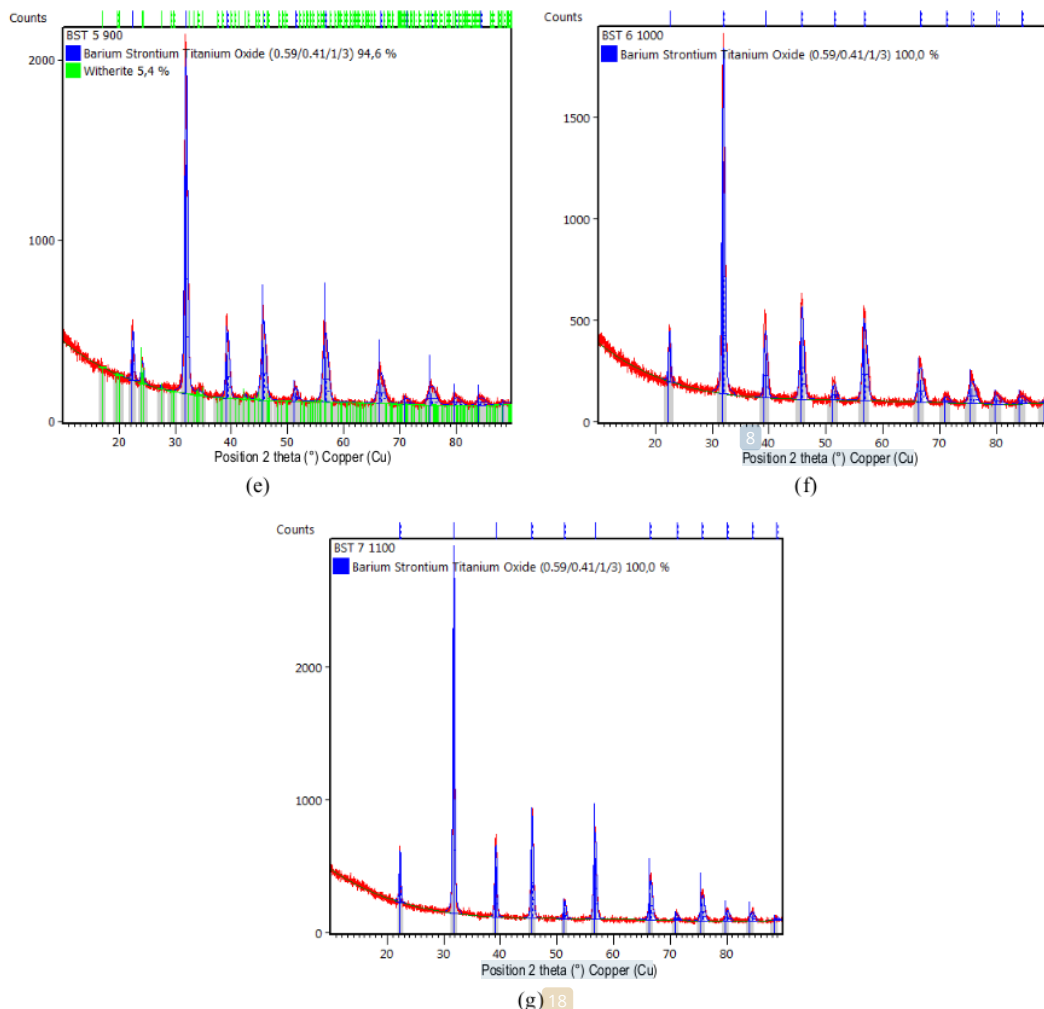 Counts
BST 5 900
Barium Strontium Titanium Oxide (0.59/0.41/1/3) 94,6 %
Witherite 5,4 %
2000
1000
0
20 30 40 50 60 70 80
Position 2 theta (°) Copper (Cu)
(e)
Counts
BST 6 1000
Barium Strontium Titanium Oxide (0.59/0.41/1/3) 100,0 %
1500
1000
500
0
20 30 40 50 60 70 80
8
Position 2 theta (°) Copper (Cu)
(f)
Counts
BST 7 1100
Barium Strontium Titanium Oxide (0.59/0.41/1/3) 100,0 %
2000
1000
0
20 30 40 50 60 70 80
Position 2 theta (°) Copper (Cu)
(g) 18